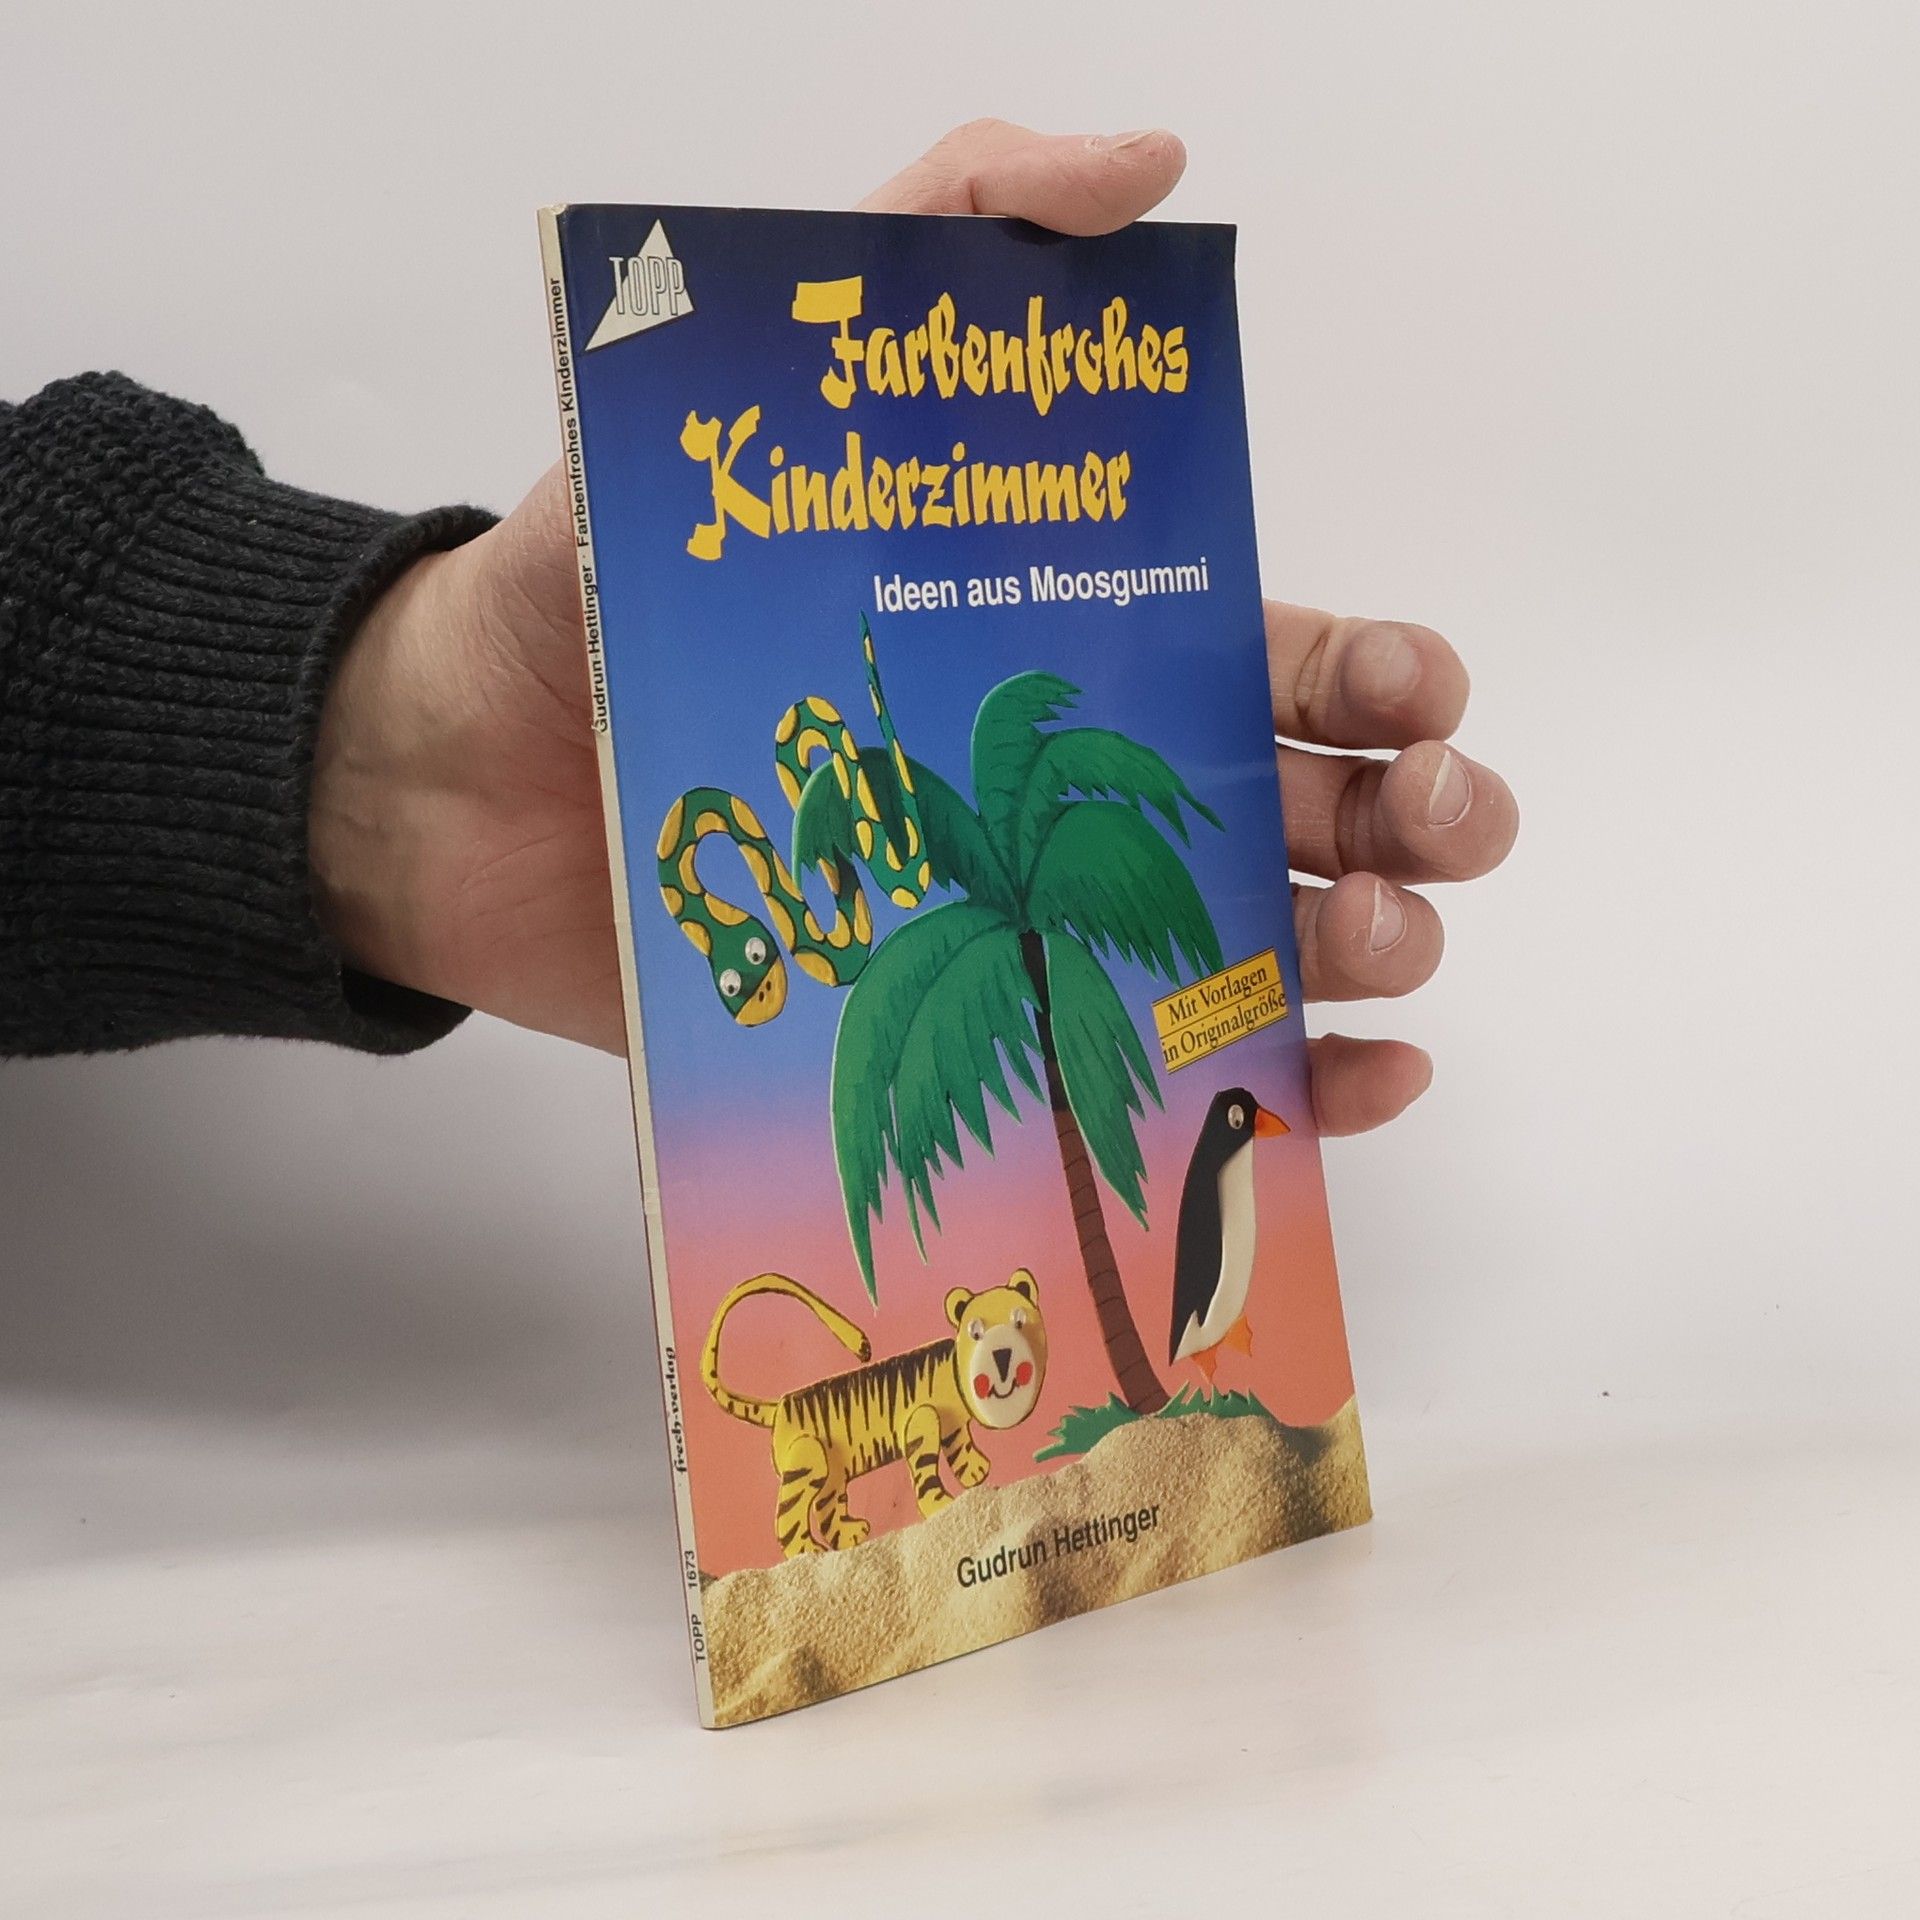 TOPP
Farbenfrohes
Kinderzimmer
Ideen aus Moosgummi
Mit Vorlagen
in Originalgröße
Gudrun Hettinger
Gudrun Hettinger · Farbenfrohes Kinderzimmer
frech-verlag
TOPP 1673